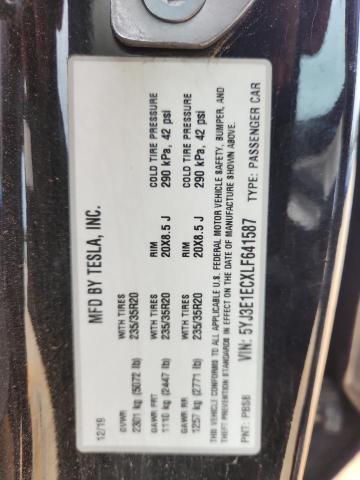 MFD BY TESLA, INC.
12/19
GVWR WITH TIRES RIM COLD TIRE PRESSURE
2301 kg (5072 lb) 235/35R20 20X8.5 J 290 kPa, 42 psi
GAWR FRT WITH TIRES RIM COLD TIRE PRESSURE
1110 kg (2447 lb) 235/35R20 20X8.5 J 290 kPa, 42 psi
GAWR RR
1257 kg (2771 lb)
THIS VEHICLE CONFORMS TO ALL APPLICABLE U.S. FEDERAL MOTOR VEHICLE SAFETY, BUMPER, AND
THEFT PREVENTION STANDARDS IN EFFECT ON THE DATE OF MANUFACTURE SHOWN ABOVE.
VIN: 5YJ3E1ECXLF641587 TYPE: PASSENGER CAR
PNT: PBSB